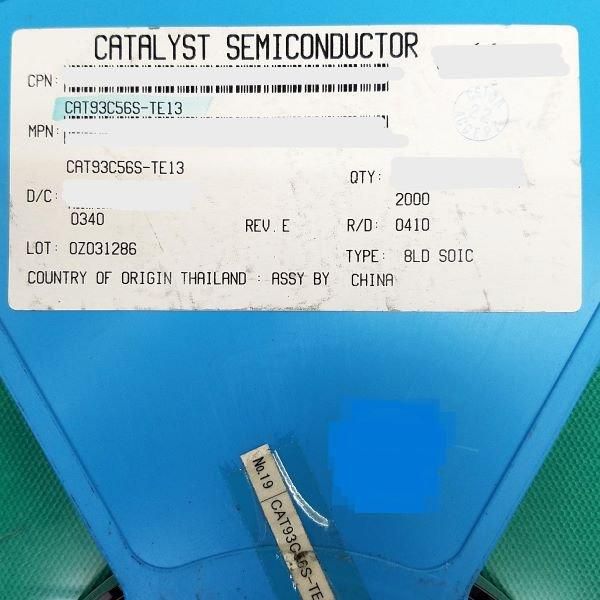 CATALYST SEMICONDUCTOR
CPN:
CAT93C56S-TE13
MPN:
CAT93C56S-TE13
QTY:
D/C:
2000
0340
REV.E
R/D: 0410
LOT: 0Z031286
TYPE: 8LD SOIC
COUNTRY OF ORIGIN THAILAND : ASSY BY CHINA
No.19 CAT93C56S-TE